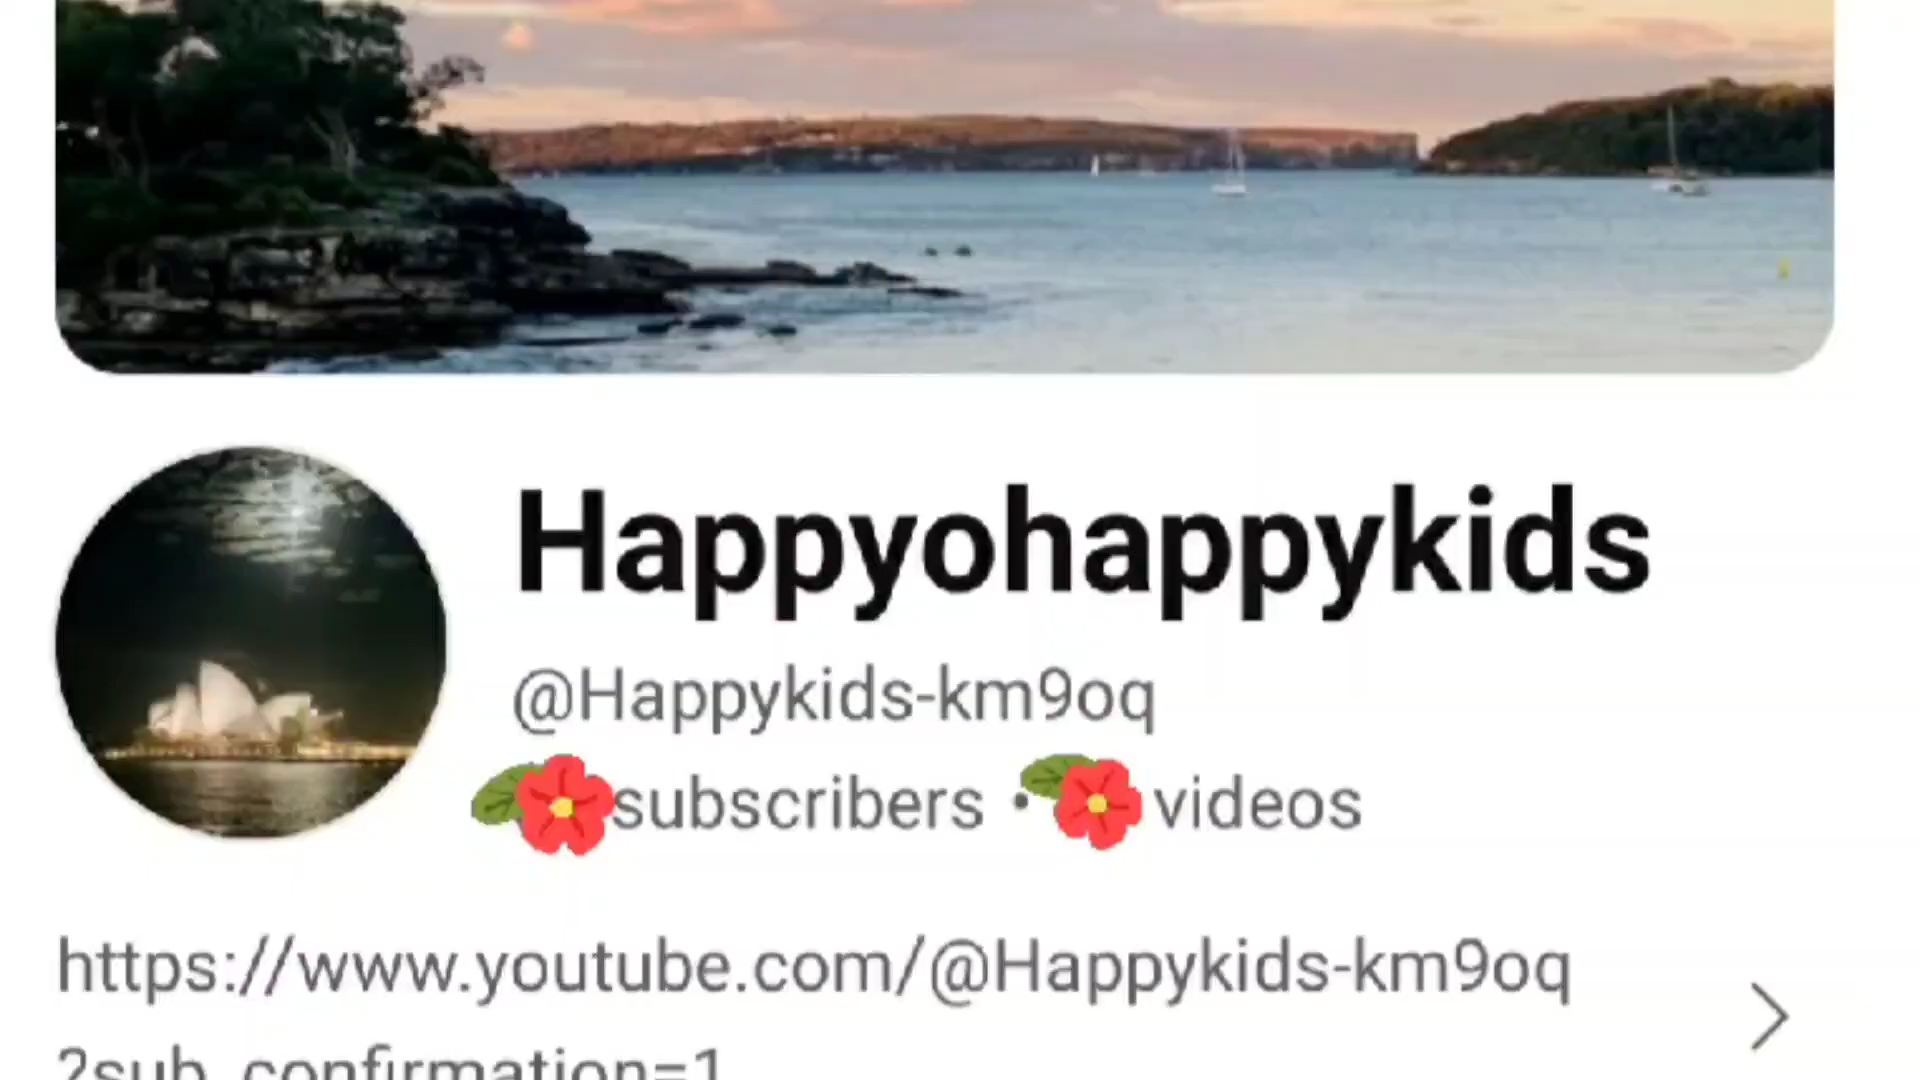 Happyohappykids
@Happykids-km9oq
subscribers • videos
https://www.youtube.com/@Happykids-km9oq
?sub_confirmation=1